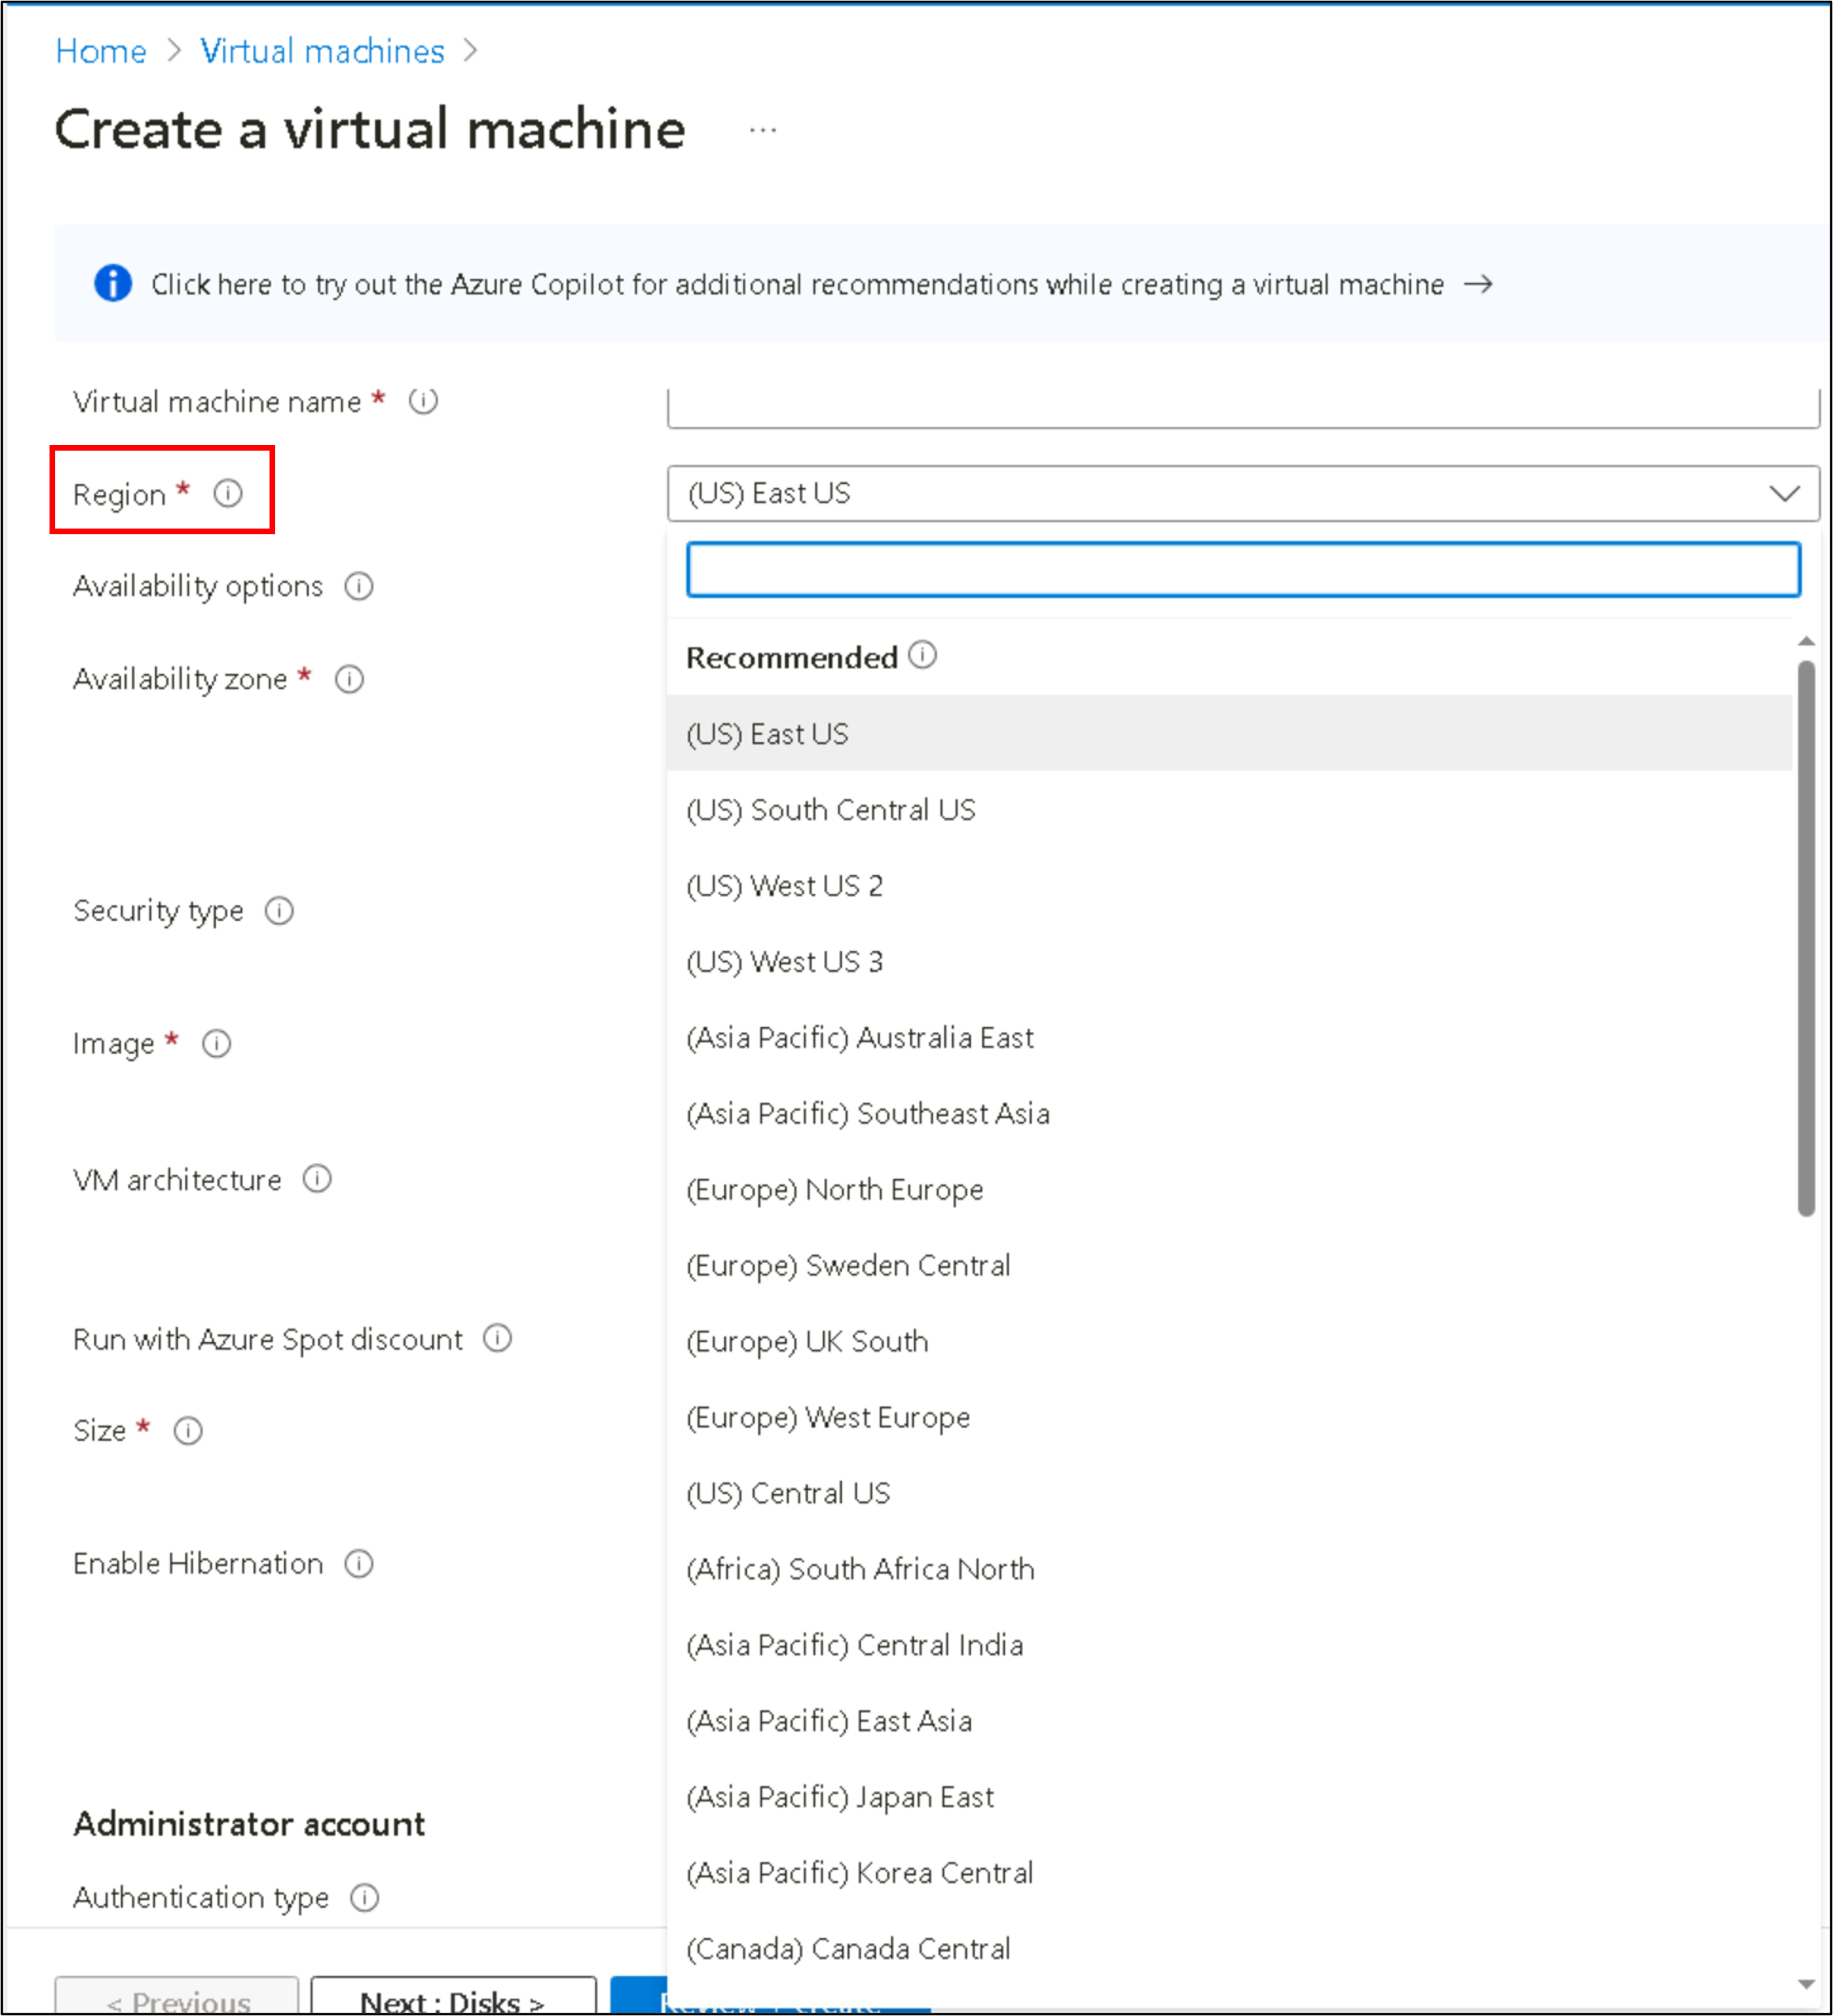 Home > Virtual machines >
Create a virtual machine ...
Click here to try out the Azure Copilot for additional recommendations while creating a virtual machine →
Virtual machine name *
Region *
(US) East US
Availability options
Availability zone *
Recommended
(US) East US
(US) South Central US
(US) West US 2
Security type
(US) West US 3
Image *
(Asia Pacific) Australia East
(Asia Pacific) Southeast Asia
VM architecture
(Europe) North Europe
(Europe) Sweden Central
Run with Azure Spot discount
(Europe) UK South
Size *
(Europe) West Europe
(US) Central US
Enable Hibernation
(Africa) South Africa North
(Asia Pacific) Central India
(Asia Pacific) East Asia
(Asia Pacific) Japan East
Administrator account
(Asia Pacific) Korea Central
Authentication type
(Canada) Canada Central
< Previous
Next : Disks >